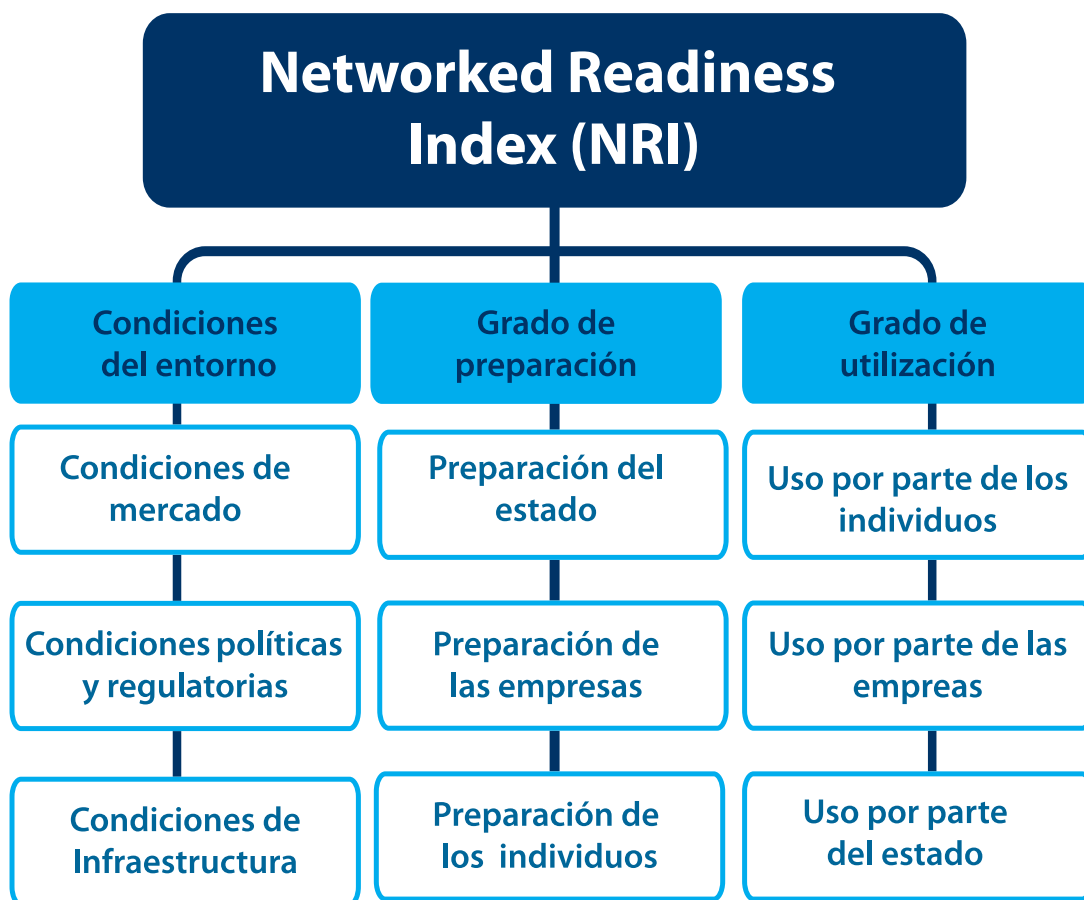 Networked Readiness
Index (NRI)
Condiciones
del entorno
Condiciones de
mercado
Condiciones políticas
y regulatorias
Condiciones de
Infraestructura
Grado de
preparación
Preparación del
estado
Preparación de
las empresas
Preparación de
los individuos
Grado de
utilización
Uso por parte de los
individuos
Uso por parte de las
empreas
Uso por parte
del estado